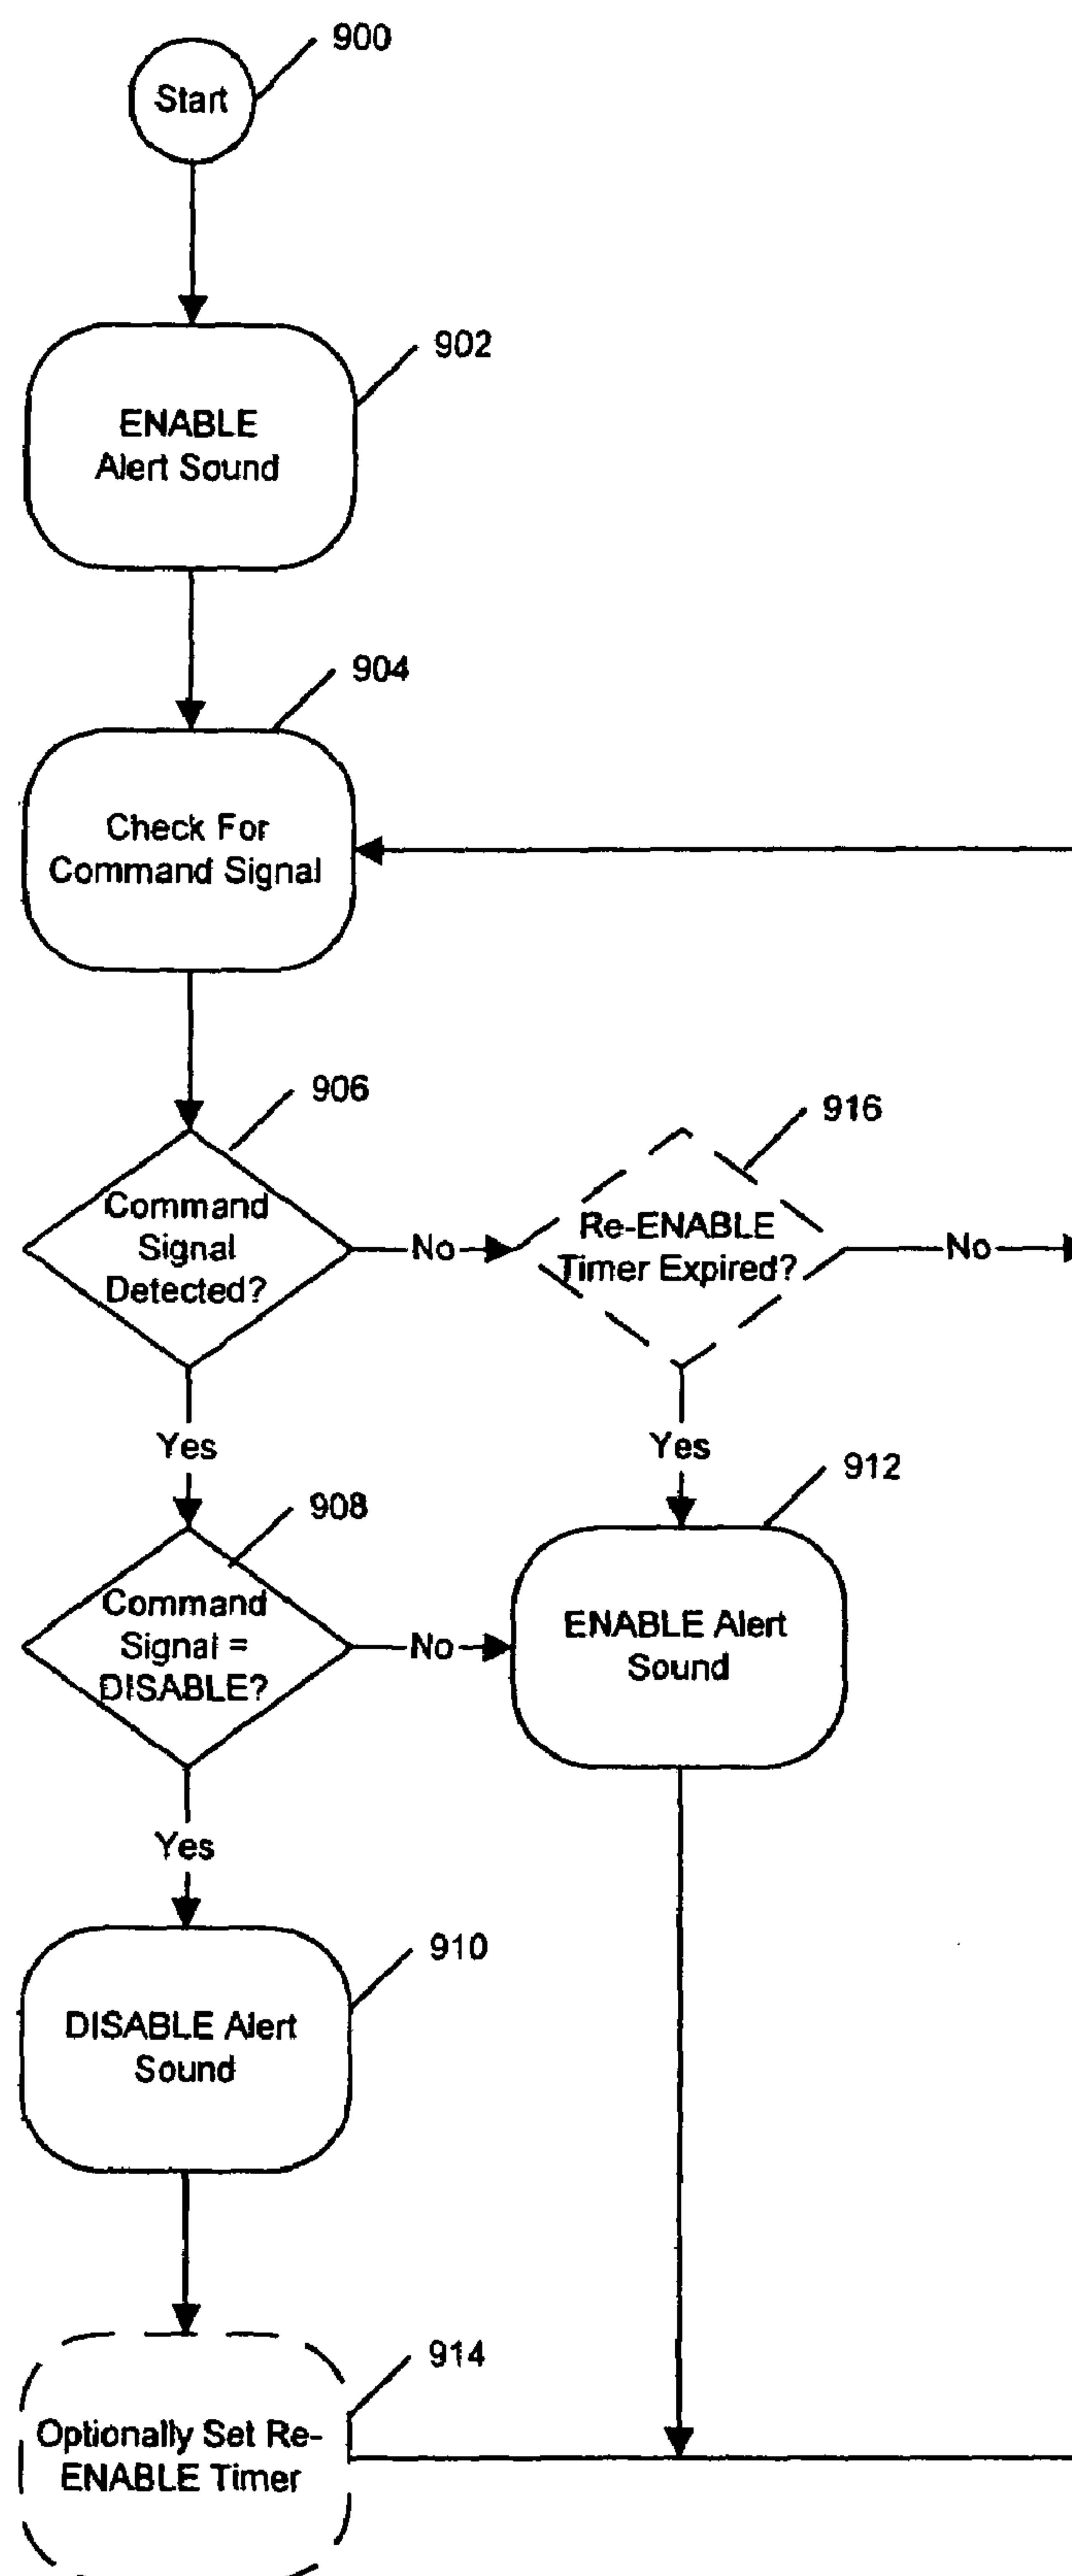 900
Start
902
ENABLE
Alert Sound
904
Check For
Command Signal
906
Command
Signal
Detected?
No
916
Re-ENABLE
Timer Expired?
No
Yes
Yes
912
908
Command
Signal =
DISABLE?
No
ENABLE Alert
Sound
Yes
910
DISABLE Alert
Sound
914
Optionally Set Re-
ENABLE Timer